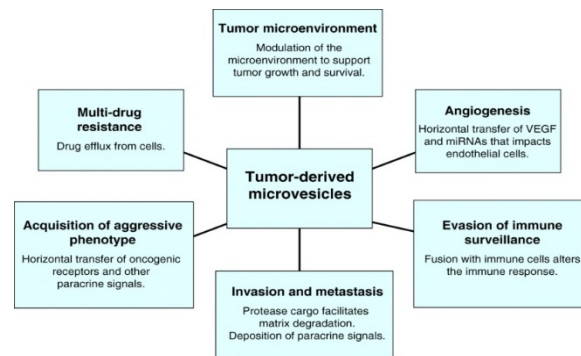 Tumor microenvironment
Modulation of the
microenvironment to support
tumor growth and survival.
Multi-drug
resistance
Drug efflux from cells.
Angiogenesis
Horizontal transfer of VEGF
and miRNAs that impacts
endothelial cells.
Tumor-derived
microvesicles
Acquisition of aggressive
phenotype
Horizontal transfer of oncogenic
receptors and other
paracrine signals.
Evasion of immune
surveillance
Fusion with immune cells alters
the immune response.
Invasion and metastasis
Protease cargo facilitates
matrix degradation.
Deposition of paracrine signals.